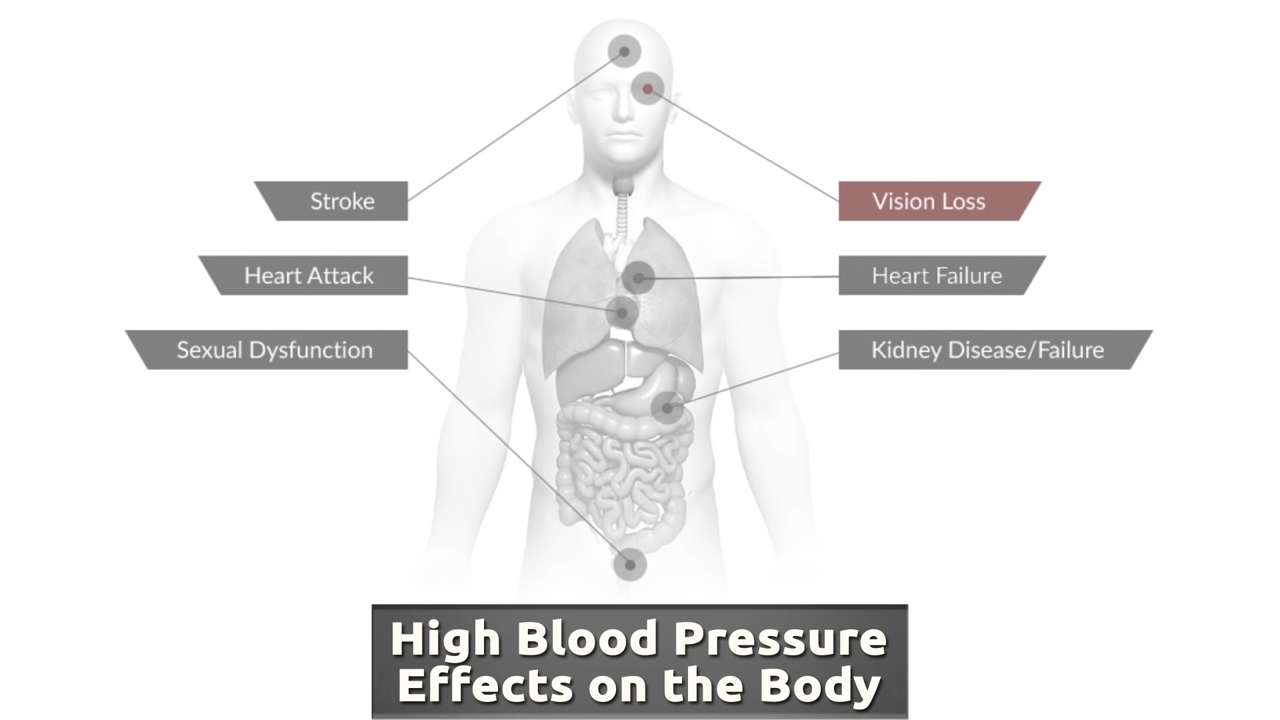 Stroke
Vision Loss
Heart Attack
Heart Failure
Sexual Dysfunction
Kidney Disease/Failure
High Blood Pressure
Effects on the Body